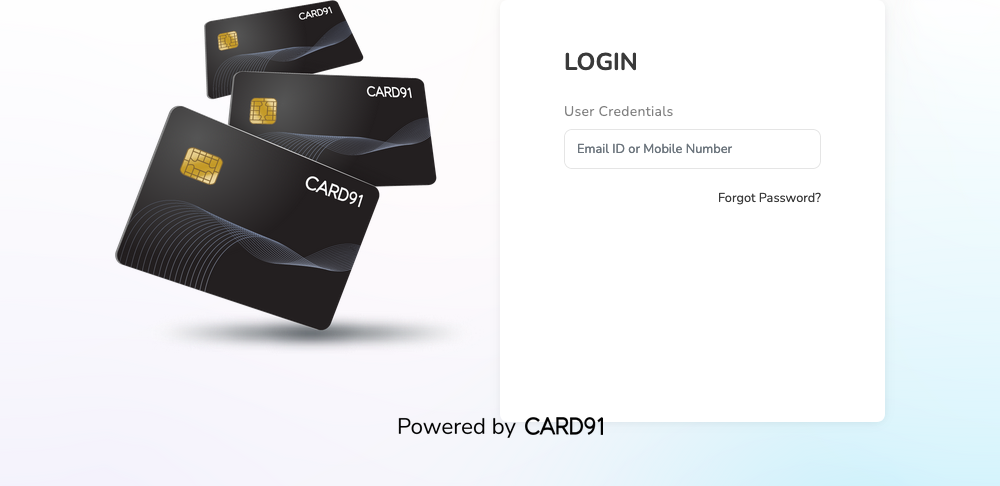 CARD91
CARD91
CARD91
LOGIN
User Credentials
Email ID or Mobile Number
Forgot Password?
Powered by CARD91